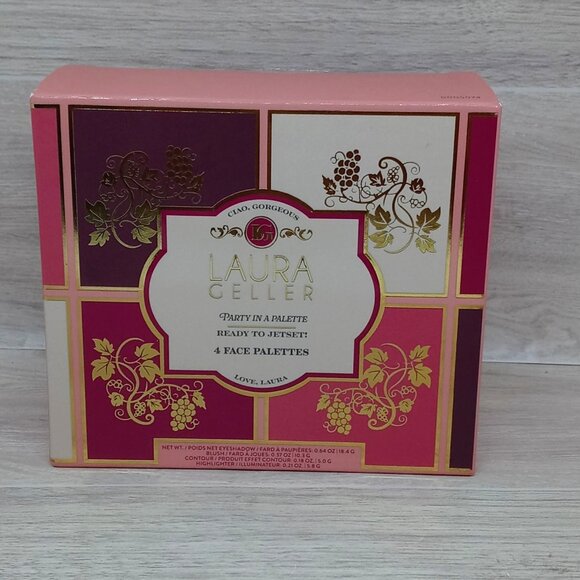 CIAO, GORGEOUS
LG
LAURA
GELLER
PARTY IN A PALETTE
READY TO JETSET!
4 FACE PALETTES
LOVE, LAURA
NET WT. / POIDS NET EYESHADOW / FARD À PAUPIÈRES: 0.64 OZ | 18.4 G
BLUSH / FARD À JOUES: 0.37 OZ | 10.3 G
CONTOUR / PRODUIT EFFET CONTOUR: 0.18 OZ. | 5.0 G
HIGHLIGHTER / ILLUMINATEUR: 0.21 OZ | 5.8 G